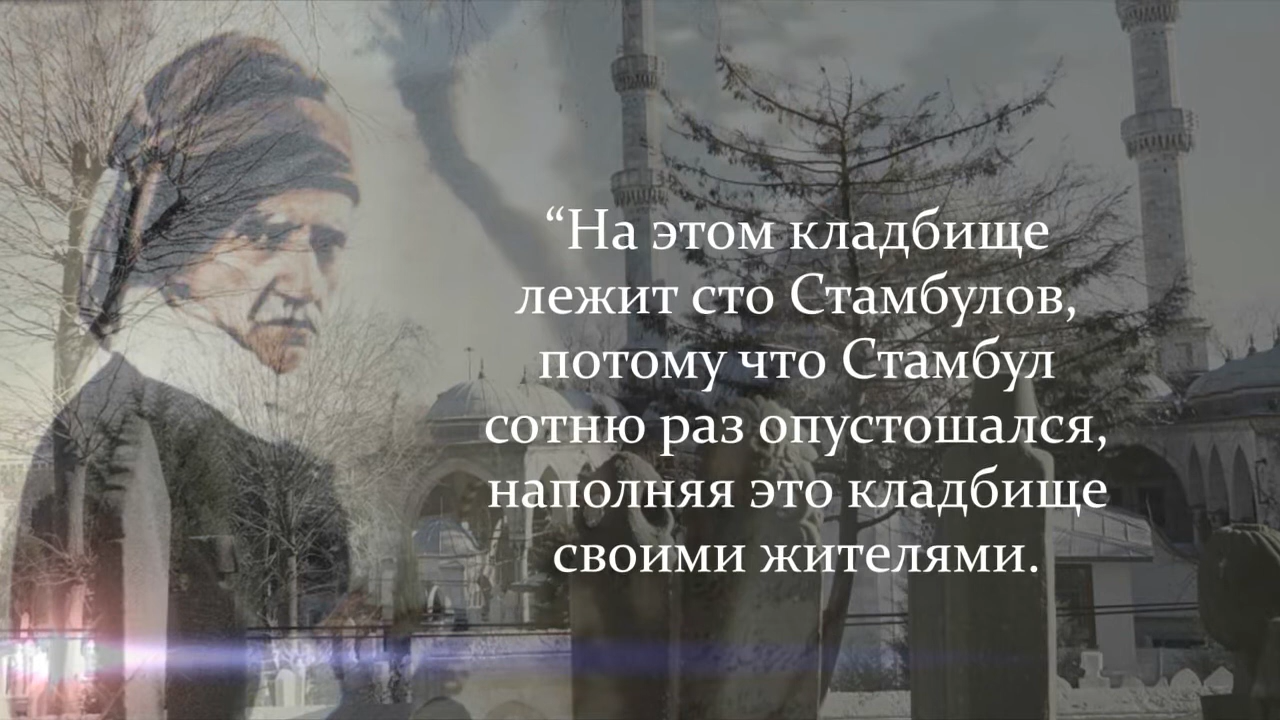 “На этом кладбище
лежит сто Стамбулов,
потому что Стамбул
сотню раз опустошался,
наполняя это кладбище
своими жителями.